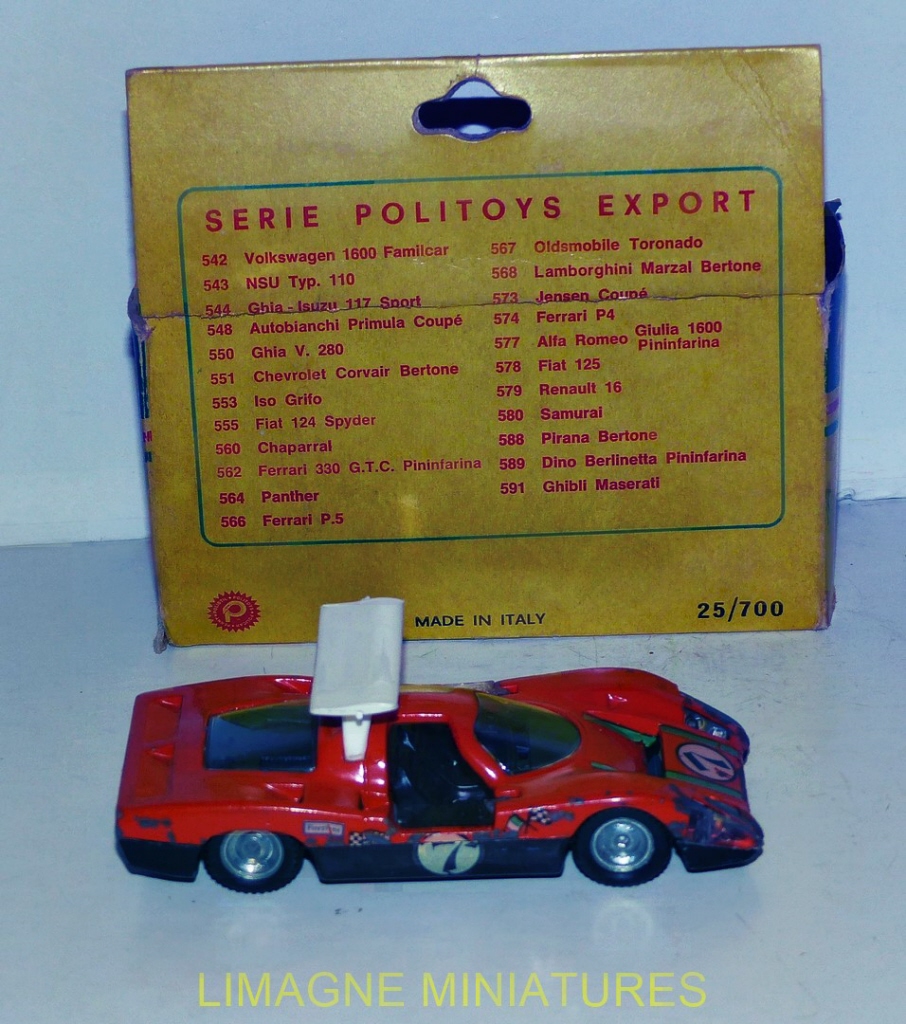 SERIE POLITOYS EXPORT
542 Volkswagen 1600 Familcar
543 NSU Typ. 110
544 Ghia - Isuzu 117 Sport
548 Autobianchi Primula Coupé
550 Ghia V. 280
551 Chevrolet Corvair Bertone
553 Iso Grifo
555 Fiat 124 Spyder
560 Chaparral
562 Ferrari 330 G.T.C. Pininfarina
564 Panther
566 Ferrari P.5
567 Oldsmobile Toronado
568 Lamborghini Marzal Bertone
573 Jensen Coupé
574 Ferrari P4
577 Alfa Romeo Giulia 1600
Pininfarina
578 Fiat 125
579 Renault 16
580 Samurai
588 Pirana Bertone
589 Dino Berlinetta Pininfarina
591 Ghibli Maserati
P
MADE IN ITALY
25/700
7
LIMAGNE MINIATURES